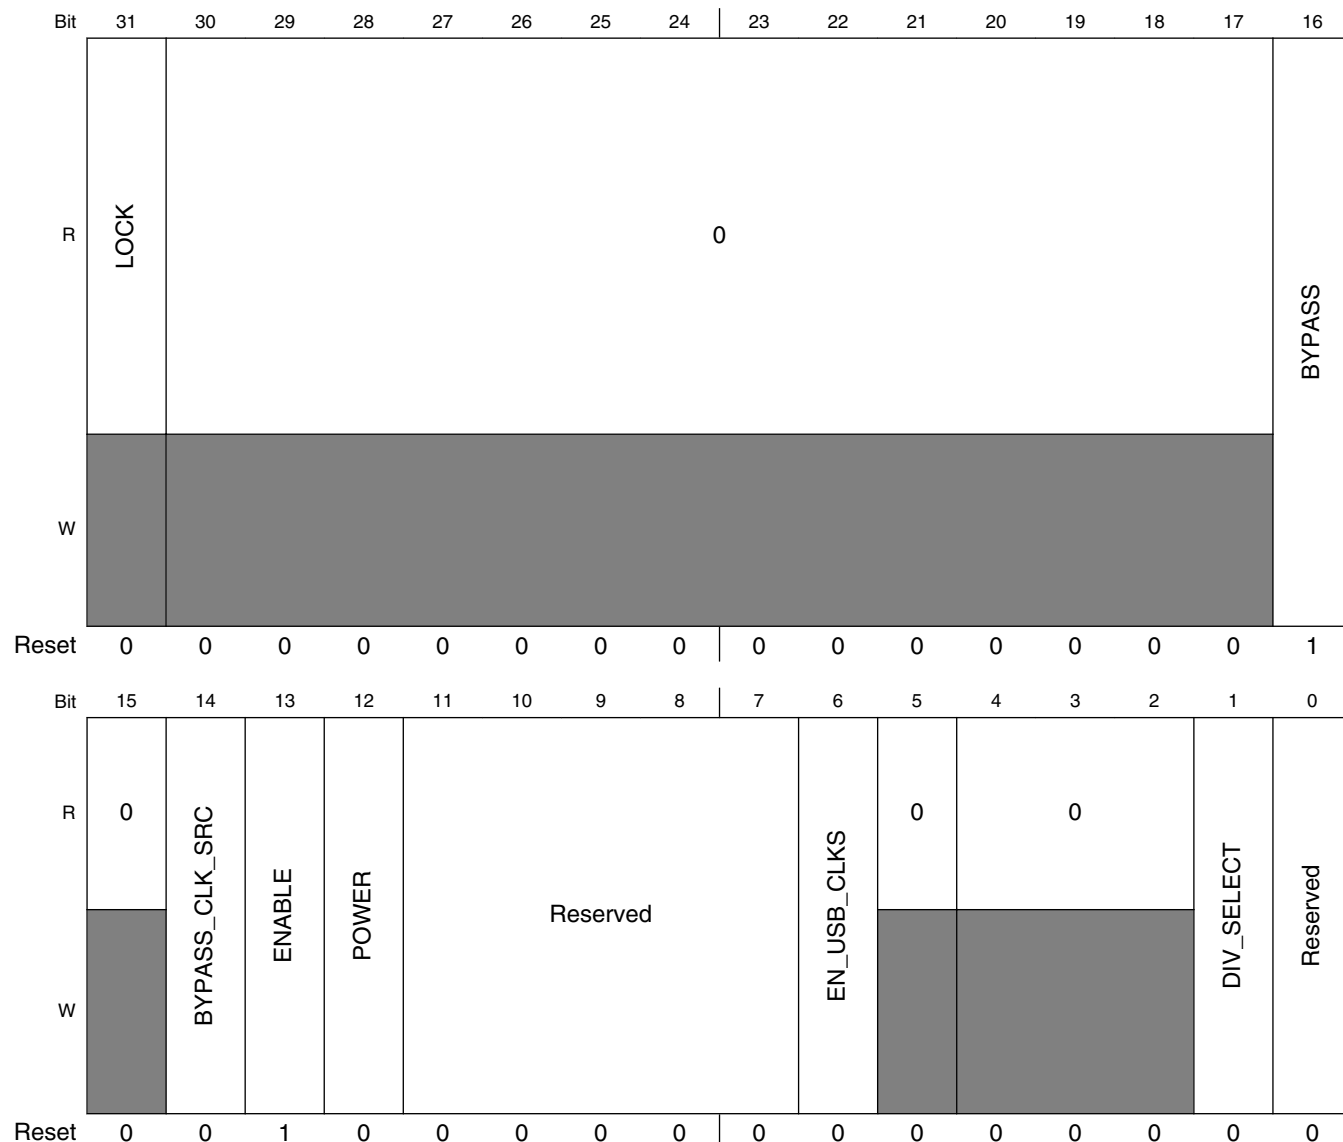 Bit 31 30 29 28 27 26 25 24 23 22 21 20 19 18 17 16
R LOCK 0 BYPASS
W
Reset 0 0 0 0 0 0 0 0 0 0 0 0 0 0 0 1
Bit 15 14 13 12 11 10 9 8 7 6 5 4 3 2 1 0
R 0 BYPASS_CLK_SRC ENABLE POWER Reserved EN_USB_CLKS 0 0 DIV_SELECT Reserved
W
Reset 0 0 1 0 0 0 0 0 0 0 0 0 0 0 0 0